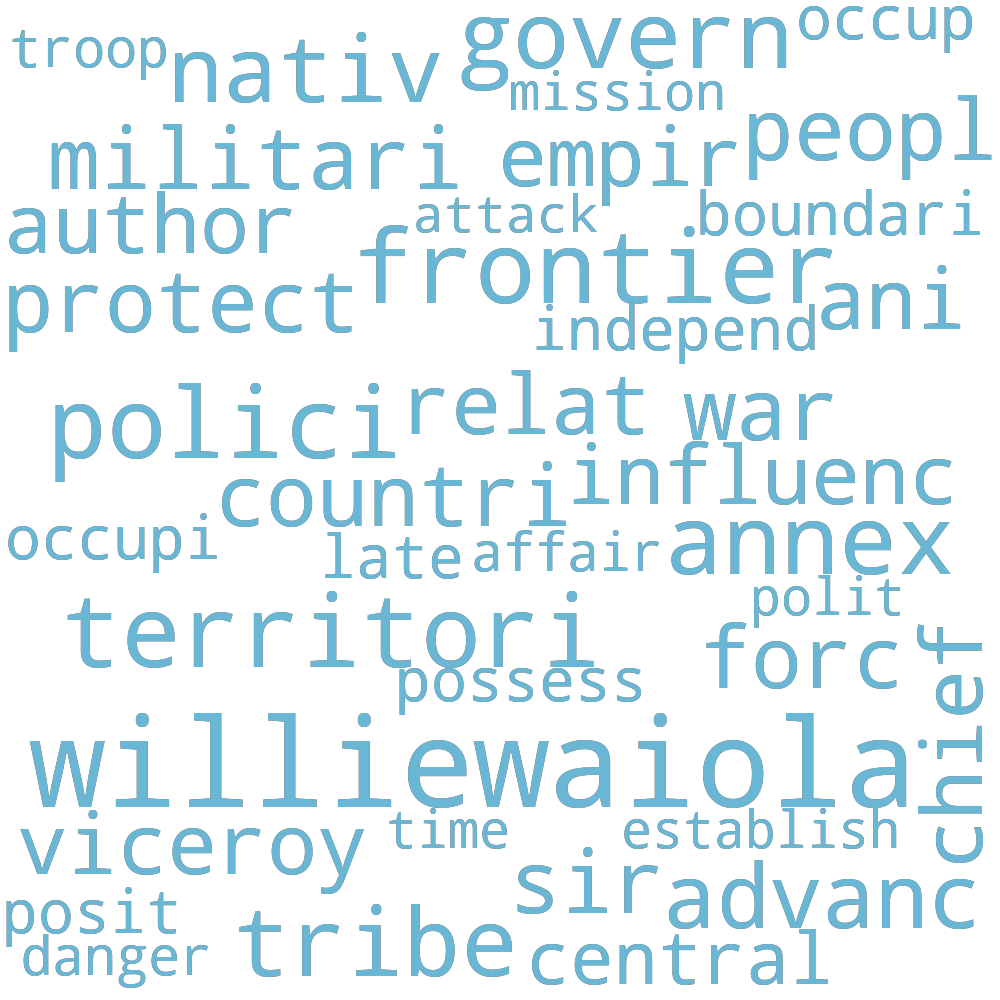 troop
nativ
govern
occup
mission
militari
empir
peopl
author
attack
boundari
frontier
protect
ani
independ
polici
relat
war
countri
influenc
occupi
late
affair
annex
polit
territori
forc
possess
chief
williewaiola
viceroy
time
establish
sir
advanc
posit
danger
tribe
central